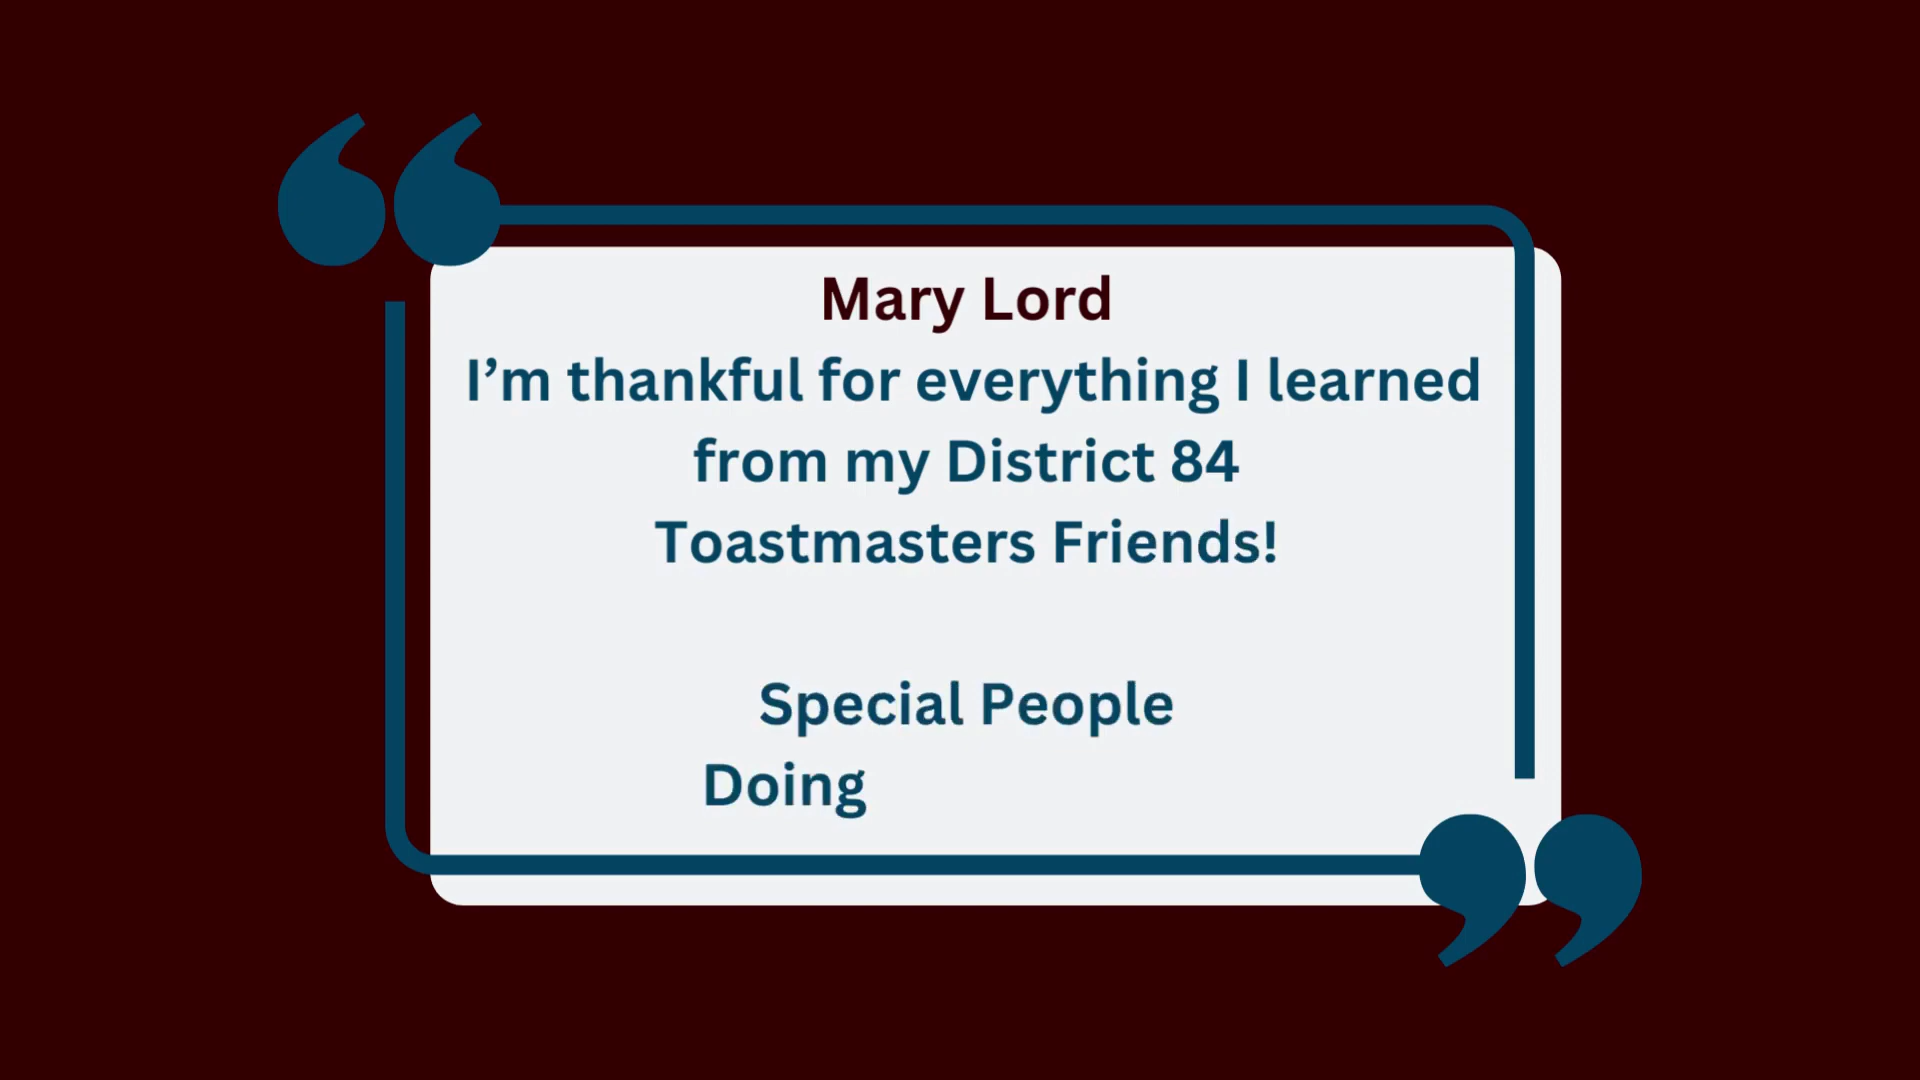 Mary Lord
I’m thankful for everything I learned
from my District 84
Toastmasters Friends!
Special People
Doing